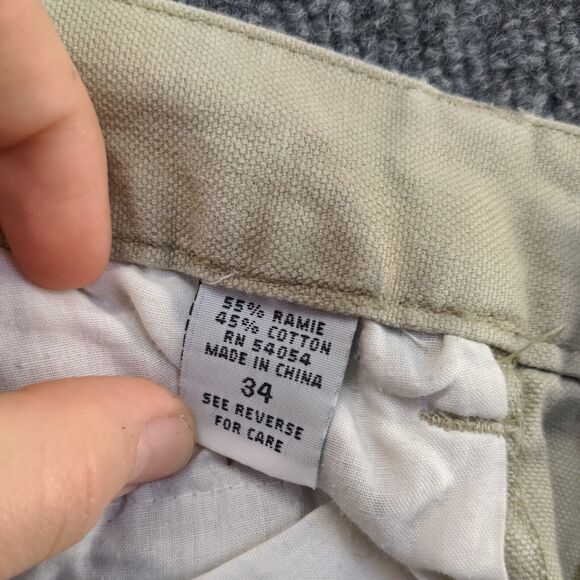 55% RAMIE
45% COTTON
RN 54054
MADE IN CHINA
34
SEE REVERSE
FOR CARE